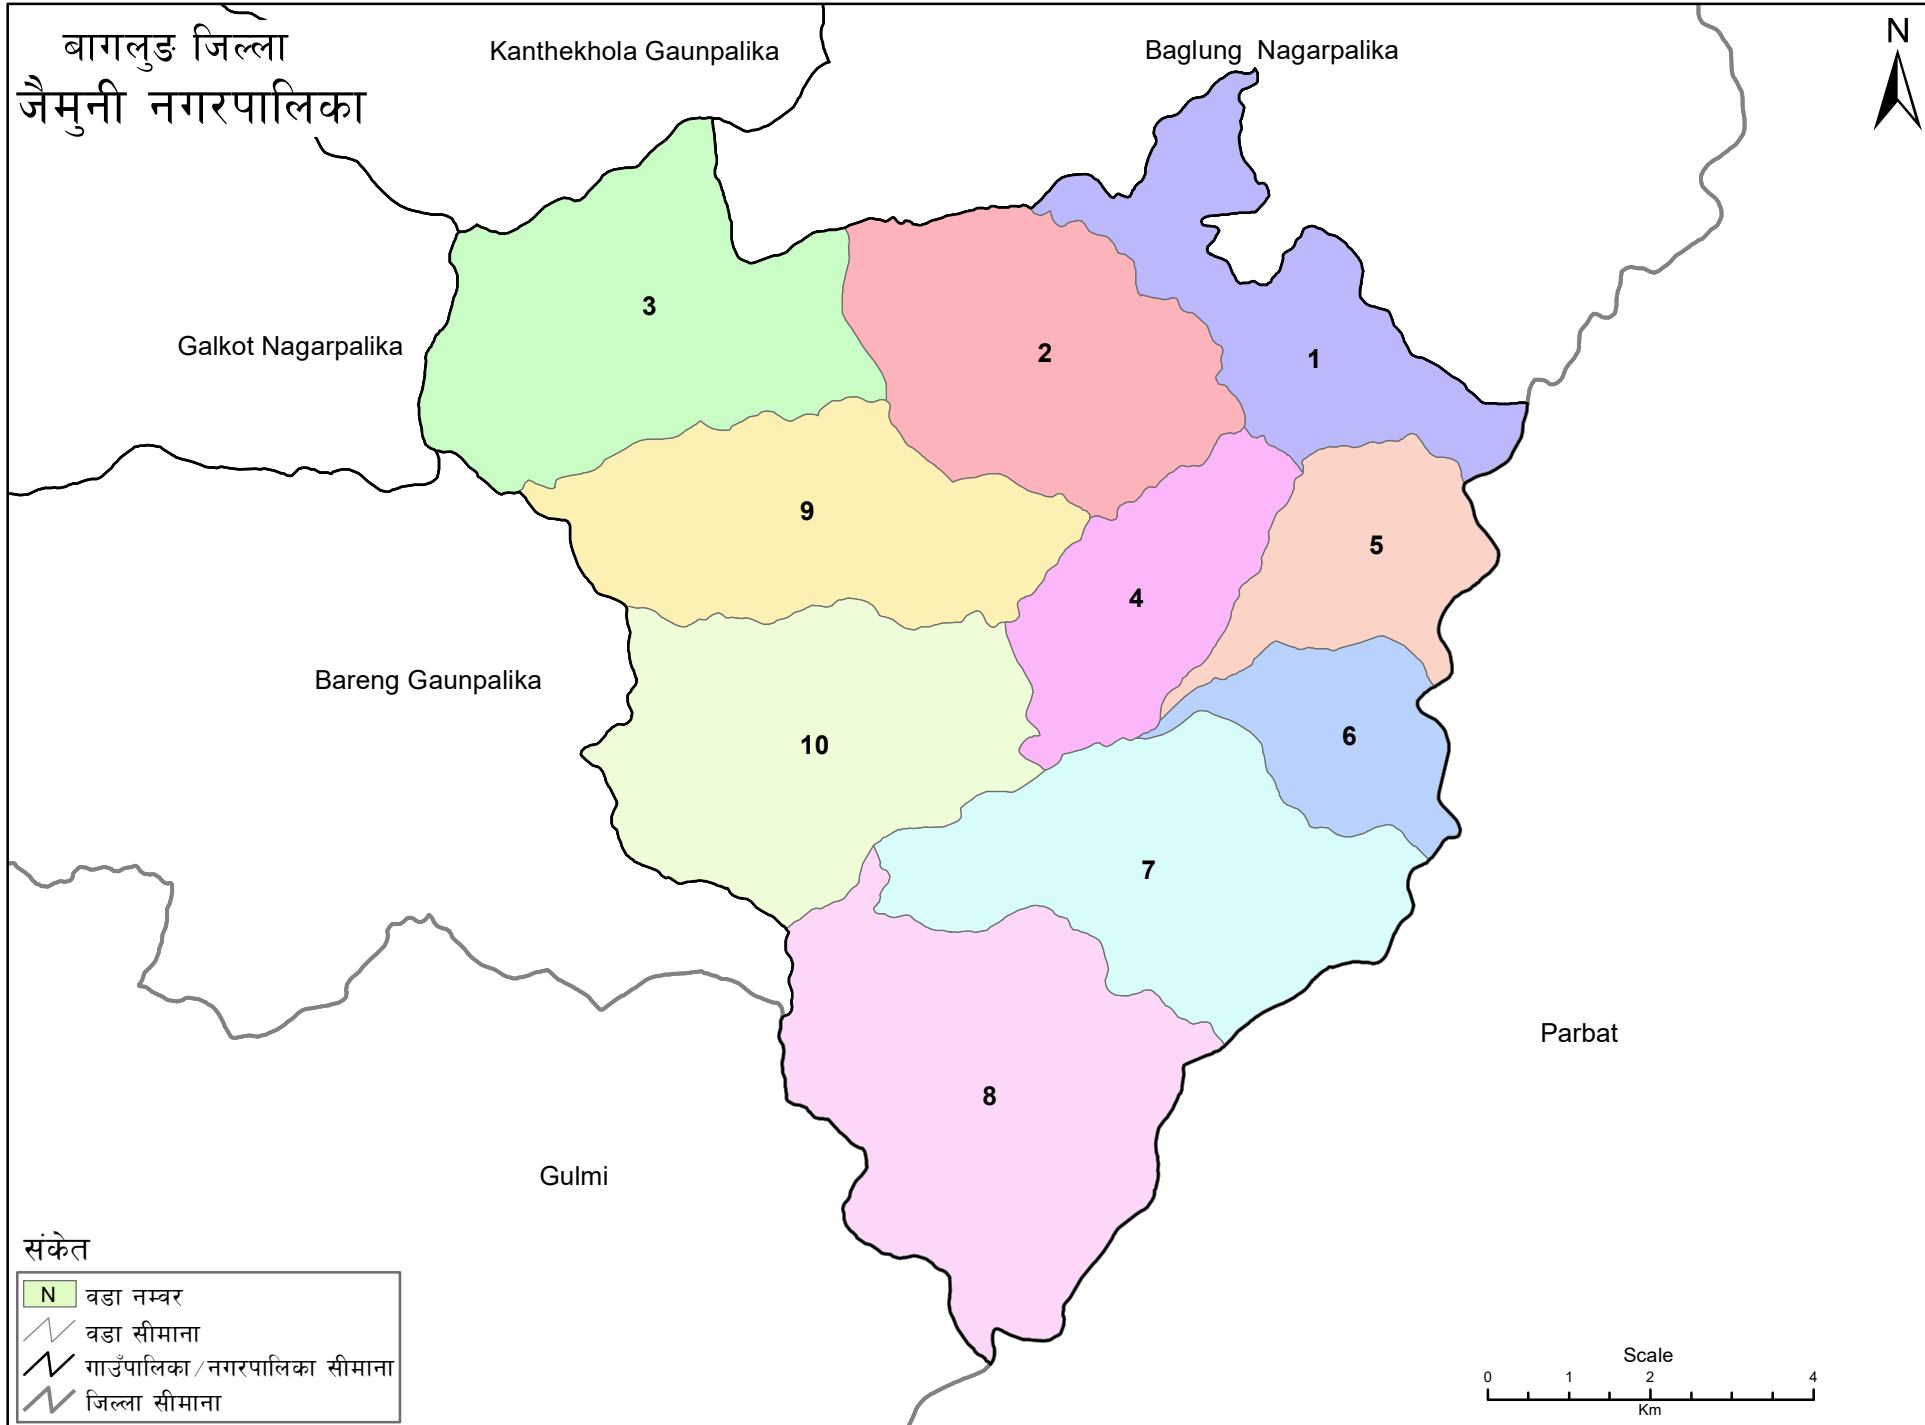 बागलुङ जिल्ला
जैमुनी नगरपालिका
Kanthekhola Gaunpalika
Baglung Nagarpalika
N
3
2
1
Galkot Nagarpalika
9
5
4
Bareng Gaunpalika
10
6
7
Parbat
8
Gulmi
संकेत
N वडा नम्वर
वडा सीमाना
गाउँपालिका/नगरपालिका सीमाना
जिल्ला सीमाना
Scale
0 1 2 4
Km